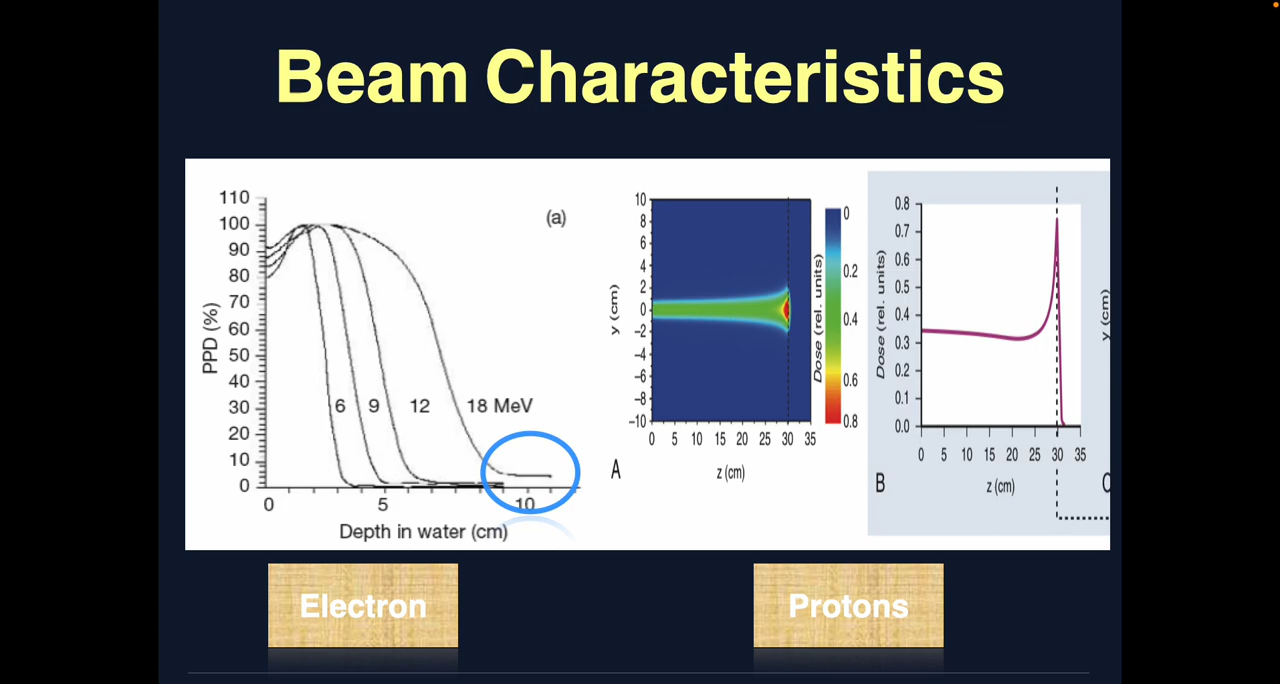 Beam Characteristics
110
100
90
80
70
60
50
40
30
20
10
0
PPD (%)
(a)
6 9 12 18 MeV
0 5 10
Depth in water (cm)
10
8
6
4
2
0
−2
−4
−6
−8
−10
y (cm)
0 5 10 15 20 25 30 35
z (cm)
A
Dose (rel. units)
0
0.2
0.4
0.6
0.8
Dose (rel. units)
0.8
0.7
0.6
0.5
0.4
0.3
0.2
0.1
0.0
0 5 10 15 20 25 30 35
z (cm)
B
y (cm)
Electron
Protons